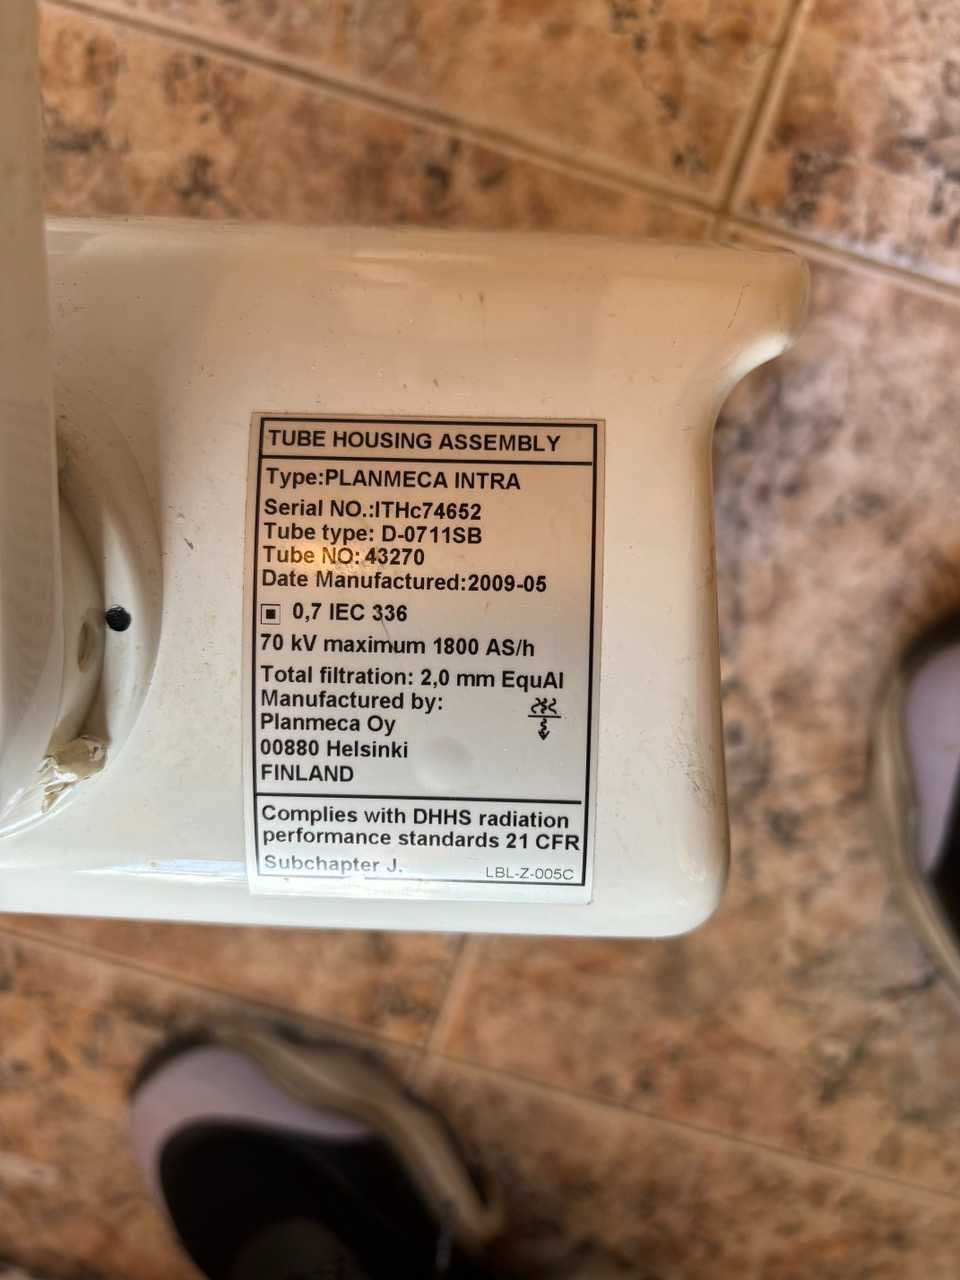 TUBE HOUSING ASSEMBLY
Type:PLANMECA INTRA
Serial NO.:ITHc74652
Tube type: D-0711SB
Tube NO: 43270
Date Manufactured:2009-05
0,7 IEC 336
70 kV maximum 1800 AS/h
Total filtration: 2,0 mm EquAl
Manufactured by:
Planmeca Oy
00880 Helsinki
FINLAND
Complies with DHHS radiation
performance standards 21 CFR
Subchapter J.
LBL-Z-005C